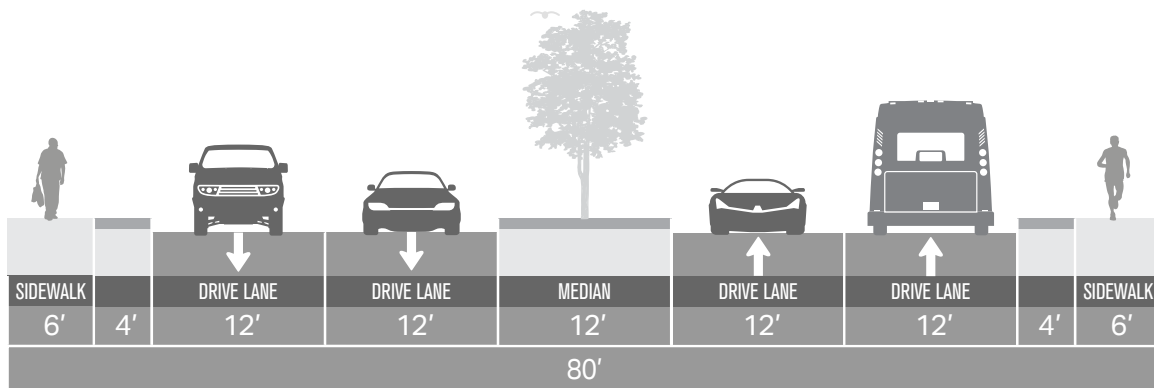 SIDEWALK DRIVE LANE DRIVE LANE MEDIAN DRIVE LANE DRIVE LANE SIDEWALK
6' 4' 12' 12' 12' 12' 12' 4' 6'
80'